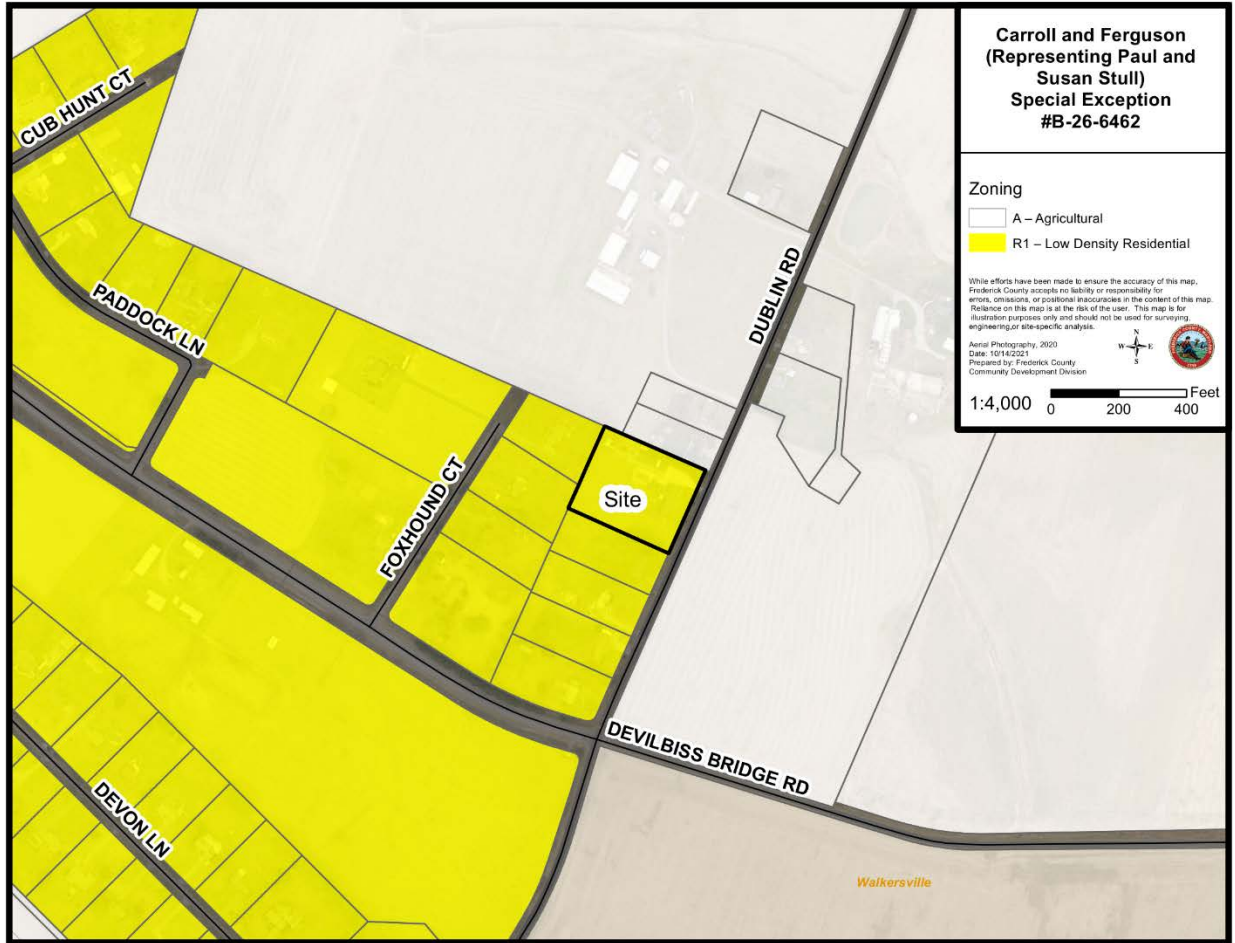 Carroll and Ferguson
(Representing Paul and
Susan Stull)
Special Exception
#B-26-6462
Zoning
A – Agricultural
R1 – Low Density Residential
While efforts have been made to ensure the accuracy of this map,
Frederick County accepts no liability or responsibility for
errors, omissions, or positional inaccuracies in the content of this map.
Reliance on this map is at the risk of the user. This map is for
illustration purposes only and should not be used for surveying,
engineering,or site-specific analysis.
Aerial Photography, 2020
Date: 10/14/2021
Prepared by: Frederick County
Community Development Division
N
W E
S
1:4,000
Feet
0 200 400
CUB HUNT CT
PADDOCK LN
DUBLIN RD
FOXHOUND CT
Site
DEVILBISS BRIDGE RD
DEVON LN
Walkersville